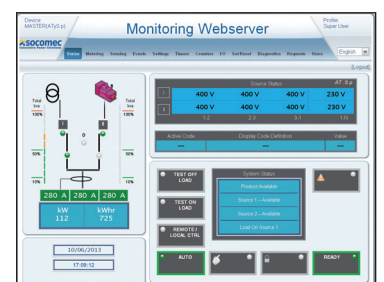 Device:
MASTER(ATyS p)
Monitoring Webserver
Profile:
Super User
socomec
Status Metering Sensing Events Settings Timers Counters I/O Set/Reset Diagnostics Requests Users English
[Logout]
Total Iva 100% Total Iva 100%
I II
0
50% 50%
10% 10%
280 A 280 A 280 A
kW kWhr
112 725
10/06/2013
17:09:12
Source Status AT S p
I 400 V 400 V 400 V 230 V
II 400 V 400 V 400 V 230 V
1-2 2-3 3-1 1-N
Active Code Display Code Definition Value
--- --- ---
TEST OFF LOAD
TEST ON LOAD
REMOTE / LOCAL CTRL
System Status
Product Available
Source 1 - Available
Source 2 - Available
Load On Source 1
AUTO READY